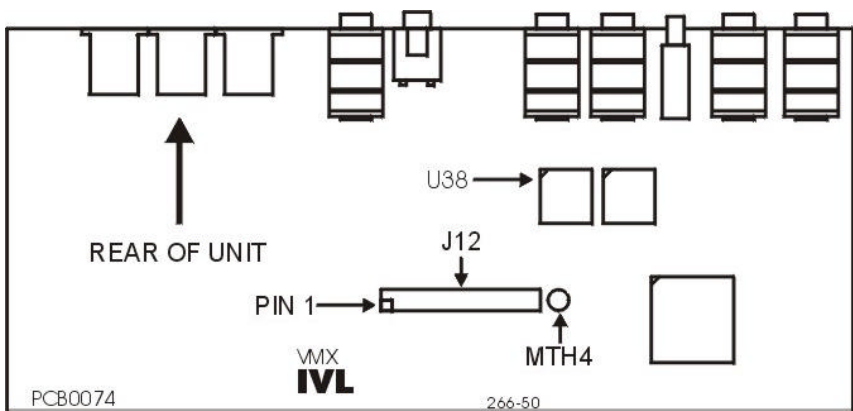 U38
REAR OF UNIT
J12
PIN 1
MTH4
VMX
IVL
PCB0074
266-50